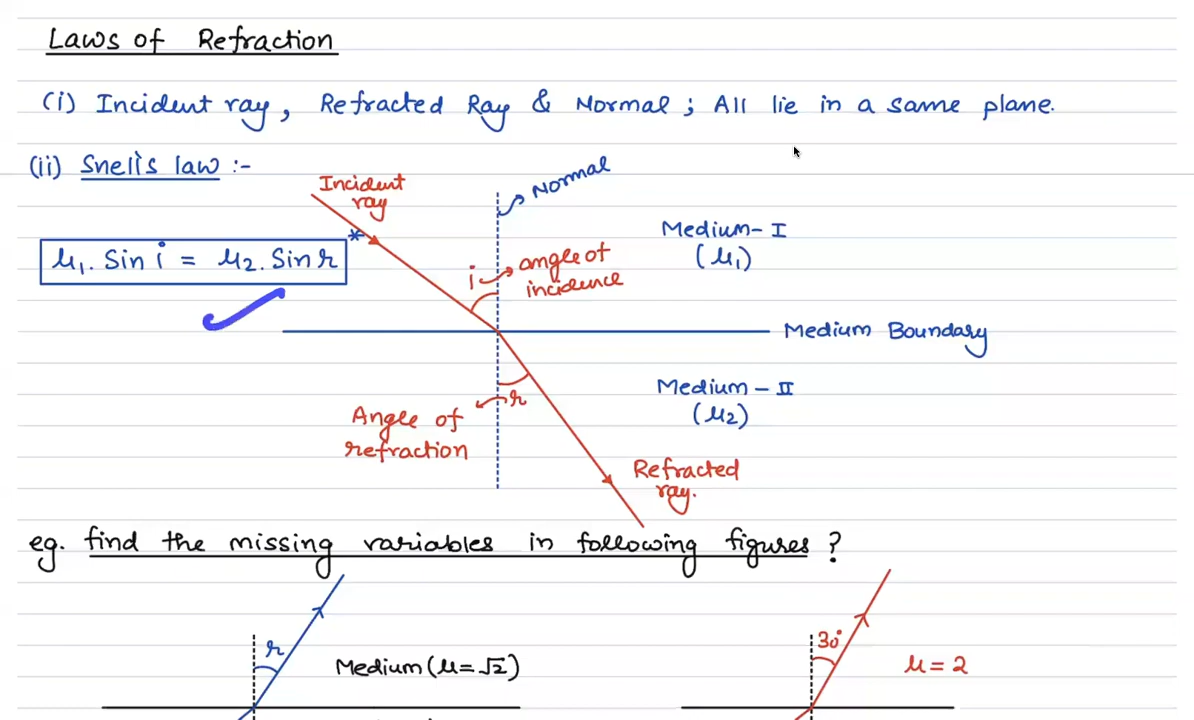 Laws of Refraction
(i) Incident ray, Refracted Ray & Normal ; All lie in a same plane.
(ii) Snell's law :-
Incident
ray
Normal
Medium-I
(μ₁)
*
μ₁. Sin i = μ₂. Sin r
i
angle of
incidence
Medium Boundary
Medium - II
(μ₂)
r
Angle of
refraction
Refracted
ray.
eg. find the missing variables in following figures ?
r
Medium (μ=√2)
30°
μ = 2